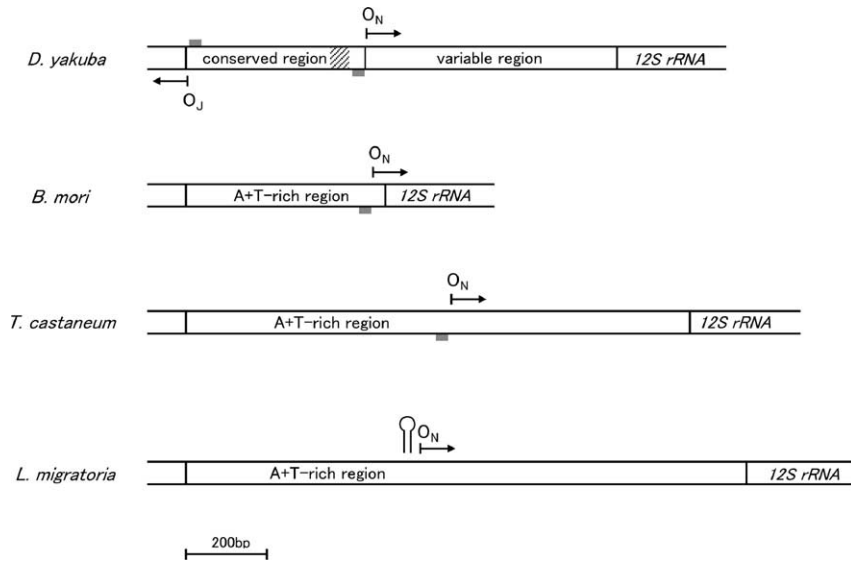 O_N
D. yakuba conserved region variable region 12S rRNA
O_J
O_N
B. mori A+T-rich region 12S rRNA
O_N
T. castaneum A+T-rich region 12S rRNA
O_N
L. migratoria A+T-rich region 12S rRNA
200bp